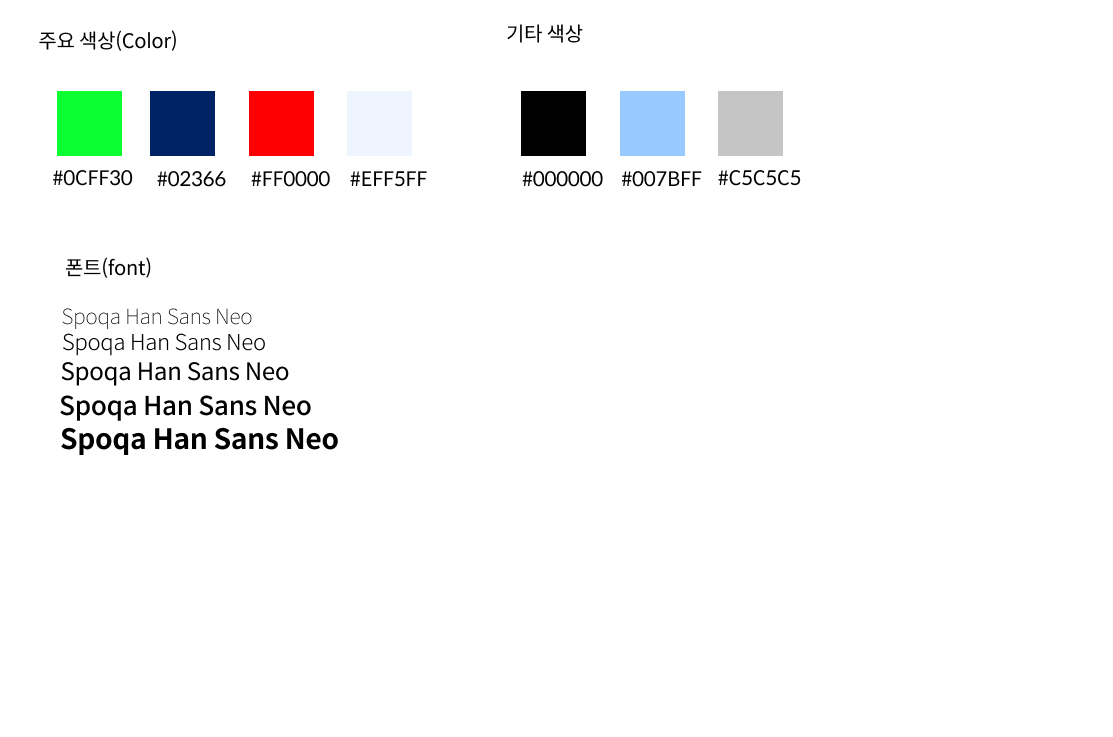 주요 색상(Color)
기타 색상
#0CFF30 #02366 #FF0000 #EFF5FF
#000000 #007BFF #C5C5C5
폰트(font)
Spoqa Han Sans Neo
Spoqa Han Sans Neo
Spoqa Han Sans Neo
Spoqa Han Sans Neo
Spoqa Han Sans Neo